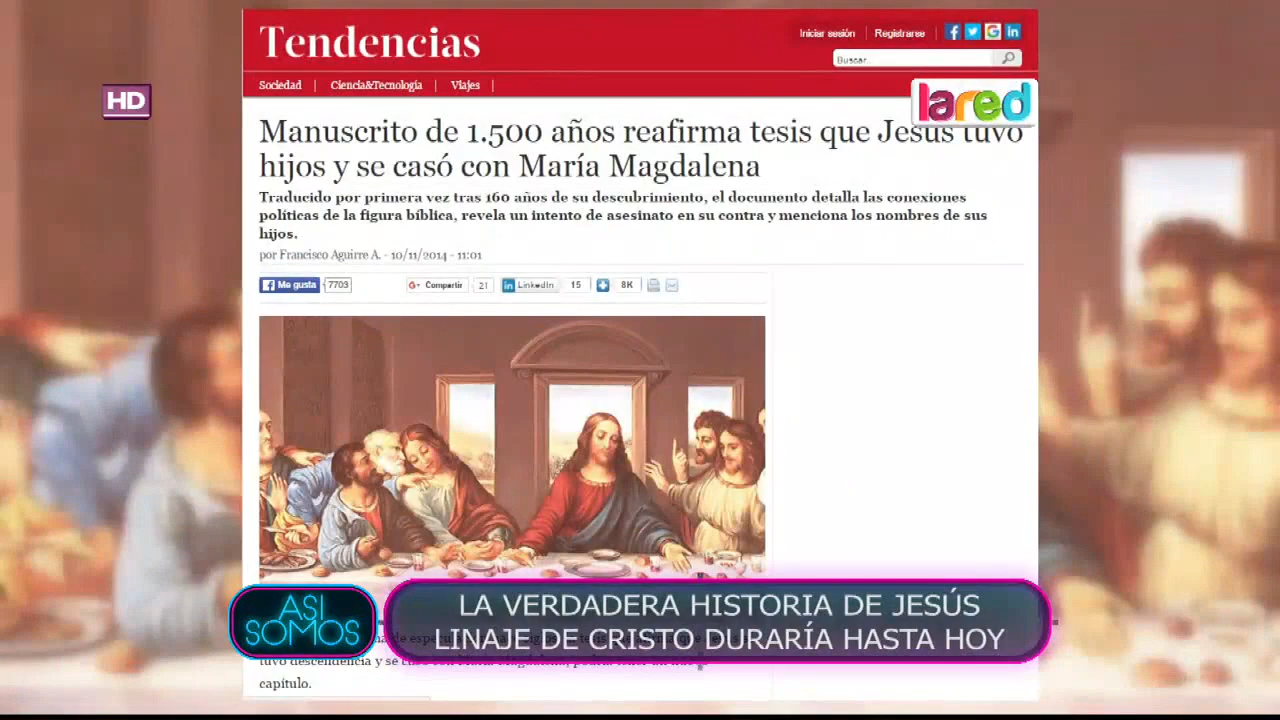 Tendencias
Iniciar sesión
Registrarse
Buscar...
Sociedad
Ciencia&Tecnología
Viajes
HD
lared
Manuscrito de 1.500 años reafirma tesis que Jesús tuvo
hijos y se casó con María Magdalena
Traducido por primera vez tras 160 años de su descubrimiento, el documento detalla las conexiones
políticas de la figura bíblica, revela un intento de asesinato en su contra y menciona los nombres de sus
hijos.
por Francisco Aguirre A. - 10/11/2014 - 11:01
Me gusta 7703
G+ Compartir 21
in LinkedIn 15
8K
ASI
SOMOS
LA VERDADERA HISTORIA DE JESÚS
LINAJE DE CRISTO DURARÍA HASTA HOY
tuvo descendencia y se
capítulo.